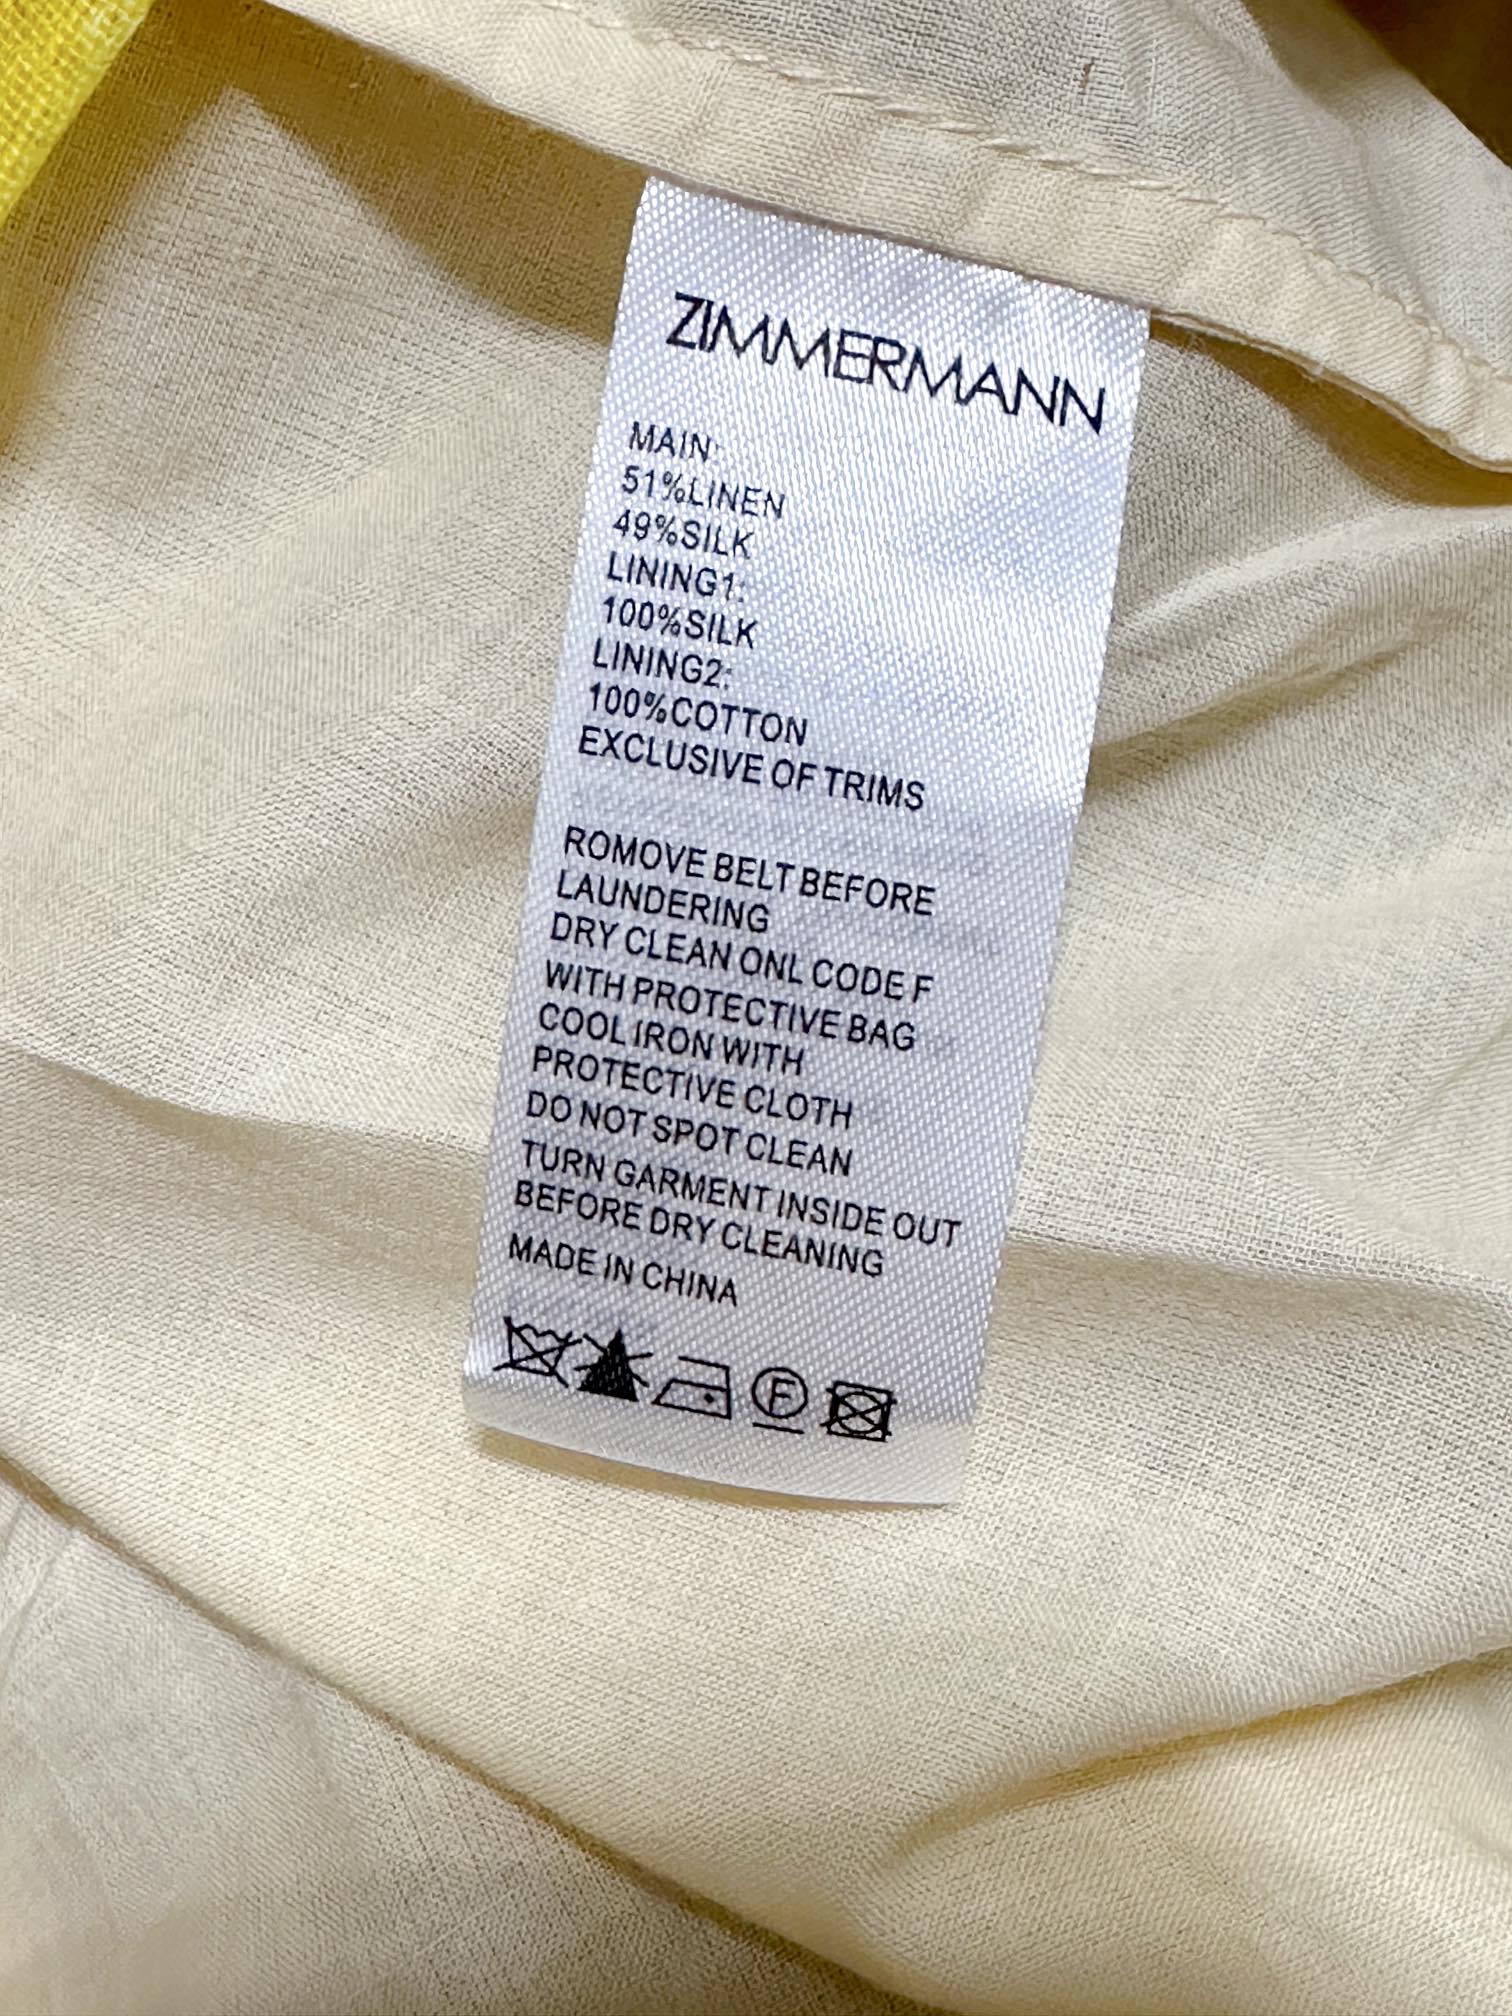 ZIMMERMANN
MAIN:
51%LINEN
49%SILK
LINING1:
100%SILK
LINING2:
100%COTTON
EXCLUSIVE OF TRIMS
ROMOVE BELT BEFORE
LAUNDERING
DRY CLEAN ONL CODE F
WITH PROTECTIVE BAG
COOL IRON WITH
PROTECTIVE CLOTH
DO NOT SPOT CLEAN
TURN GARMENT INSIDE OUT
BEFORE DRY CLEANING
MADE IN CHINA
F